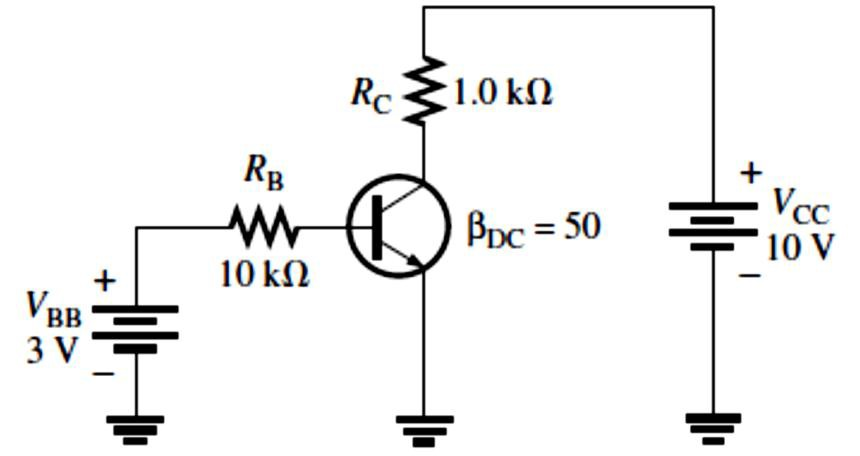 R_C 1.0 kΩ
R_B
10 kΩ
β_DC = 50
+
V_CC
10 V
−
+
V_BB
3 V
−